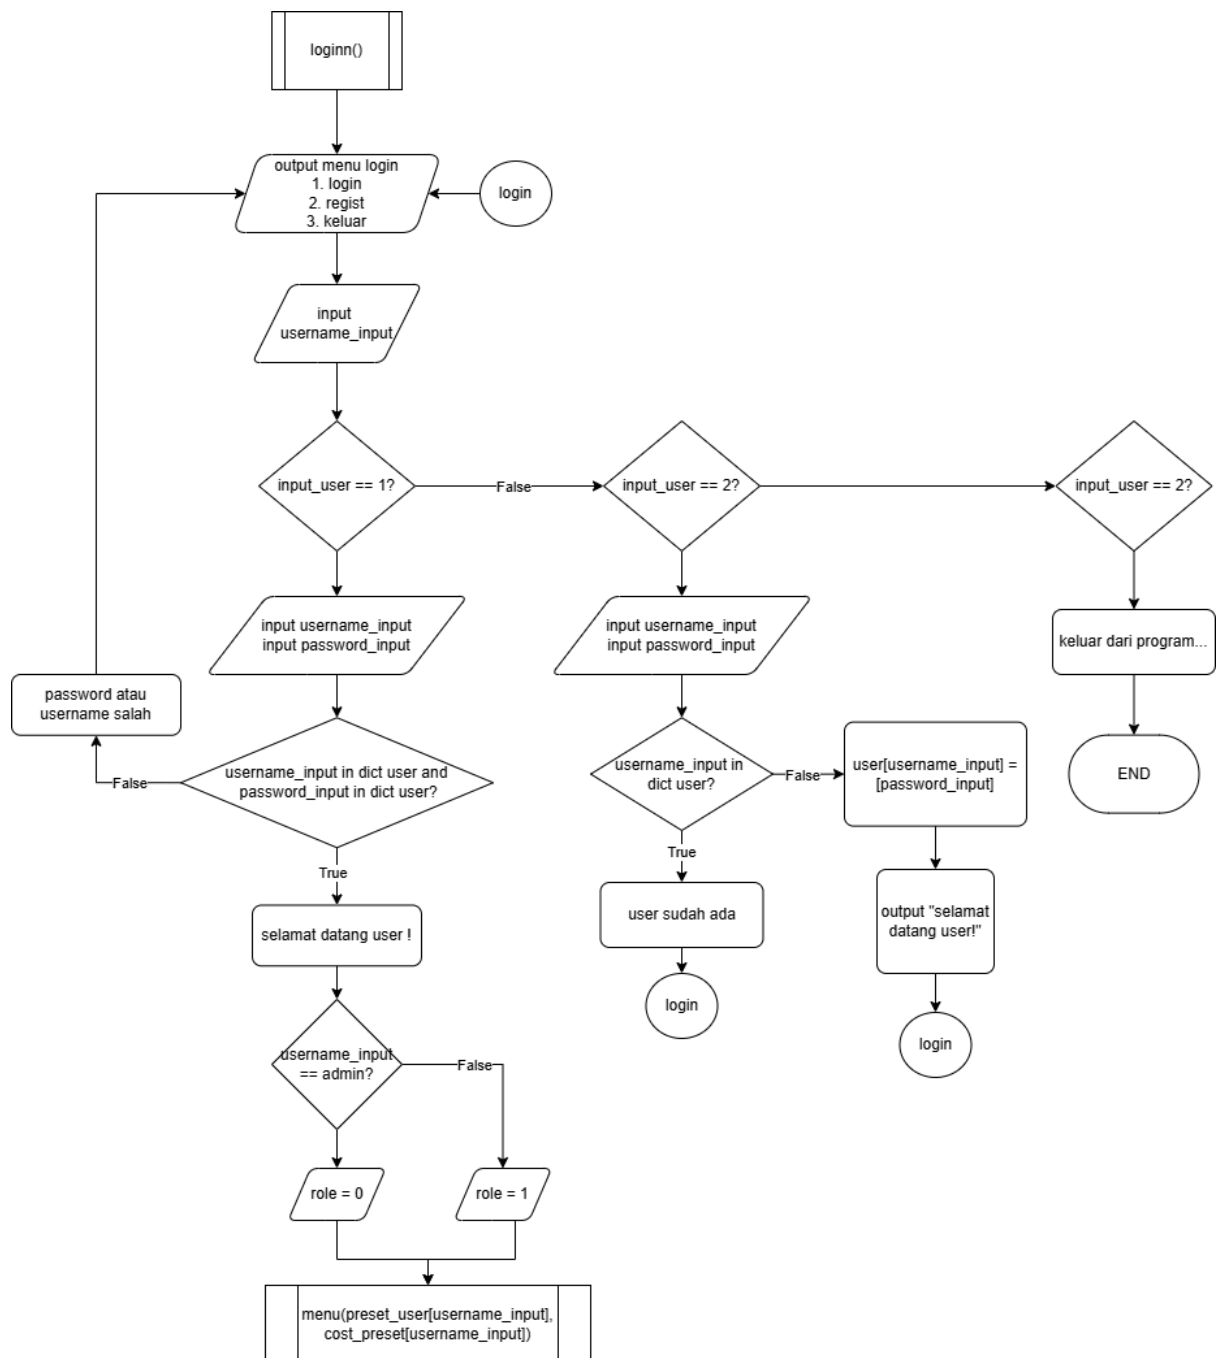 loginn()
output menu login
1. login
2. regist
3. keluar
login
input
username_input
input_user == 1?
False
input_user == 2?
input_user == 2?
input username_input
input password_input
input username_input
input password_input
keluar dari program...
password atau
username salah
False
username_input in dict user and
password_input in dict user?
username_input in
dict user?
False
user[username_input] =
[password_input]
END
True
True
selamat datang user !
user sudah ada
output "selamat
datang user!"
login
login
username_input
== admin?
False
role = 0
role = 1
menu(preset_user[username_input],
cost_preset[username_input])